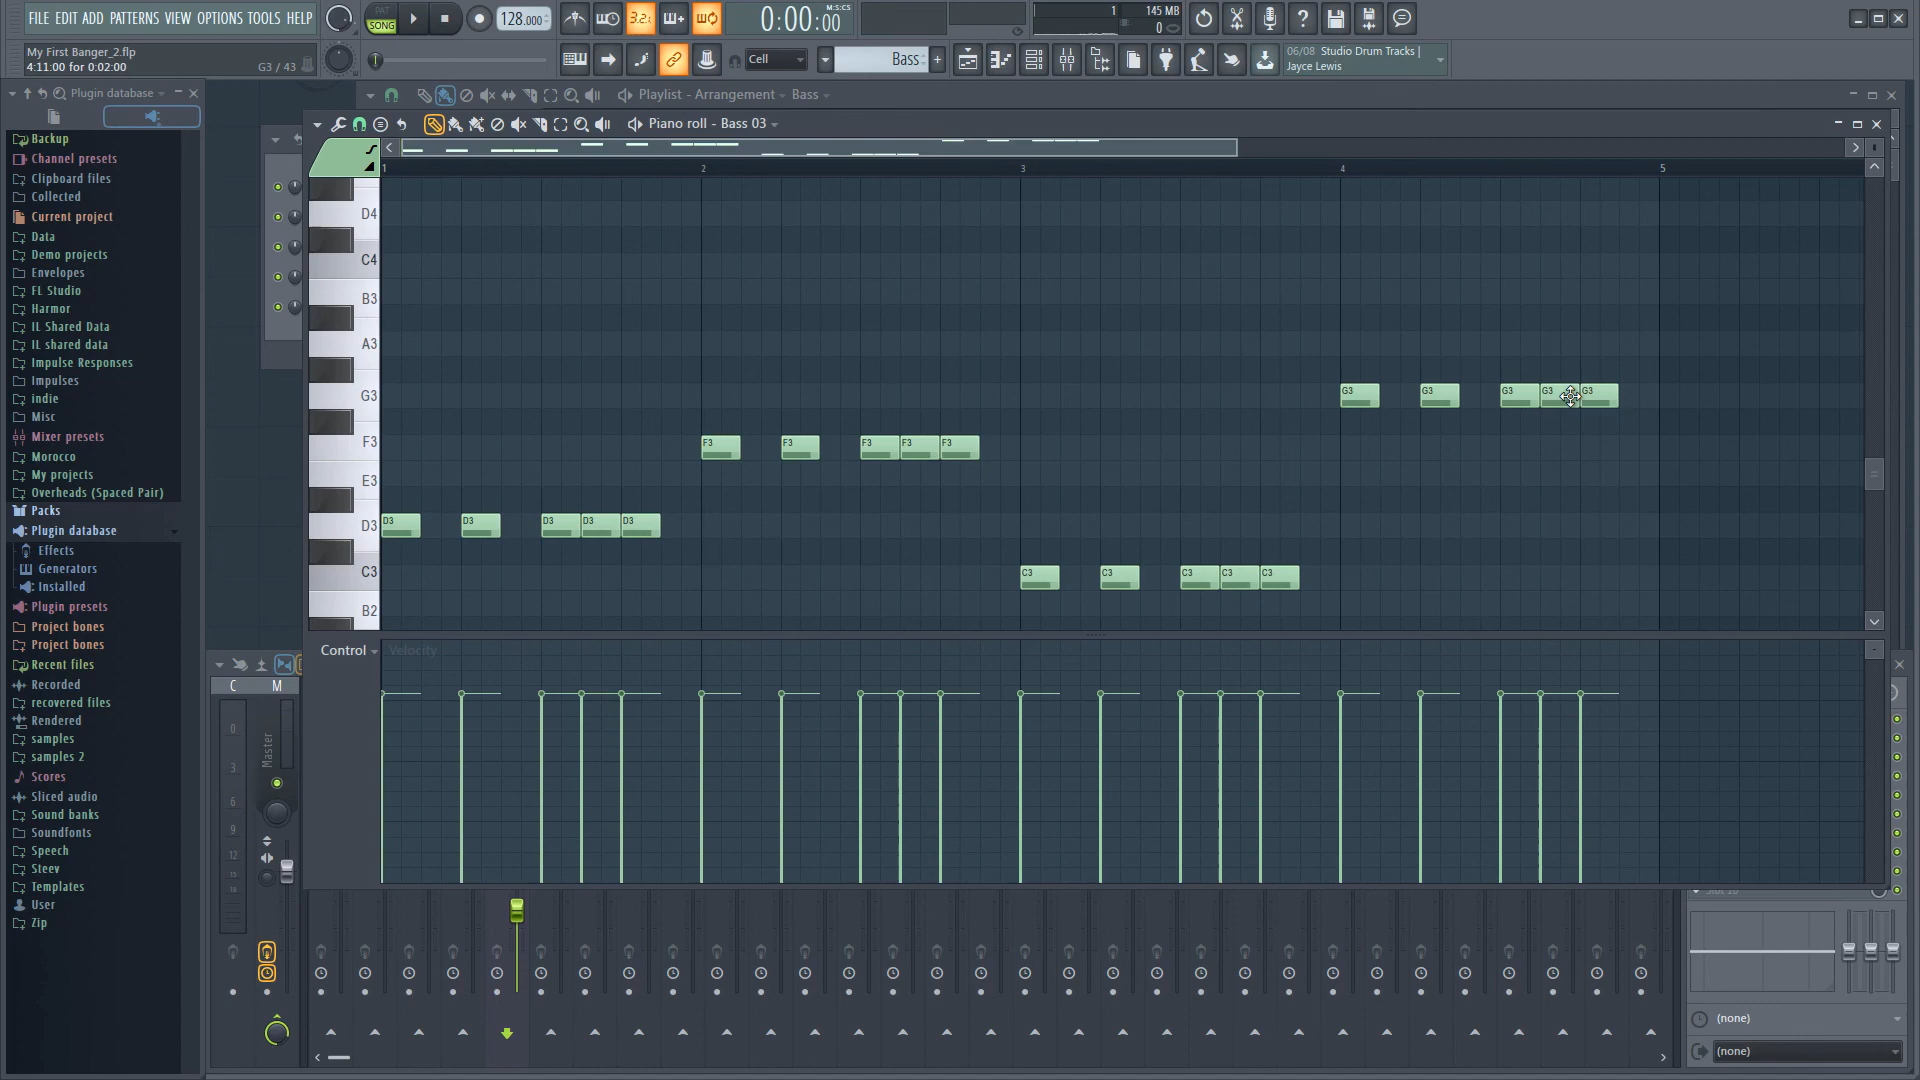 FILE EDIT ADD PATTERNS VIEW OPTIONS TOOLS HELP
PAT
SONG
128.000
3.2
0:00:00
M:S:CS
1
145 MB
0
My First Banger_2.flp
4:11:00 for 0:02:00
G3 / 43
Cell
Bass
06/08 Studio Drum Tracks |
Jayce Lewis
Plugin database
Playlist - Arrangement
Bass
Piano roll - Bass 03
Backup
Channel presets
Clipboard files
Collected
Current project
Data
Demo projects
Envelopes
FL Studio
Harmor
IL Shared Data
IL shared data
Impulse Responses
Impulses
indie
Misc
Mixer presets
Morocco
My projects
Overheads (Spaced Pair)
Packs
Plugin database
Effects
Generators
Installed
Plugin presets
Project bones
Project bones
Recent files
Recorded
recovered files
Rendered
samples
samples 2
Scores
Sliced audio
Sound banks
Soundfonts
Speech
Steev
Templates
User
Zip
1 2 3 4 5
D4
C4
B3
A3
G3 G3 G3 G3 G3 G3
F3 F3 F3 F3 F3 F3
E3
D3 D3 D3 D3 D3 D3
C3 C3 C3 C3 C3 C3
B2
Control
Velocity
C M
0
3
6
9
12
15
18
Master
(none)
(none)